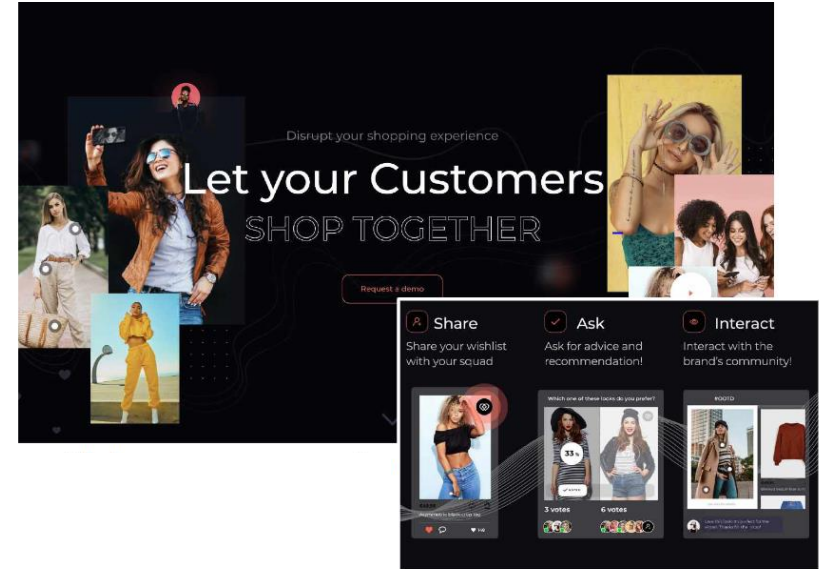 Disrupt your shopping experience
Let your Customers
SHOP TOGETHER
Request a demo
Share
Share your wishlist
with your squad
Ask
Ask for advice and
recommendation!
Which one of these looks do you prefer?
33 %
3 votes
6 votes
Interact
Interact with the
brand's community!
#OOTD